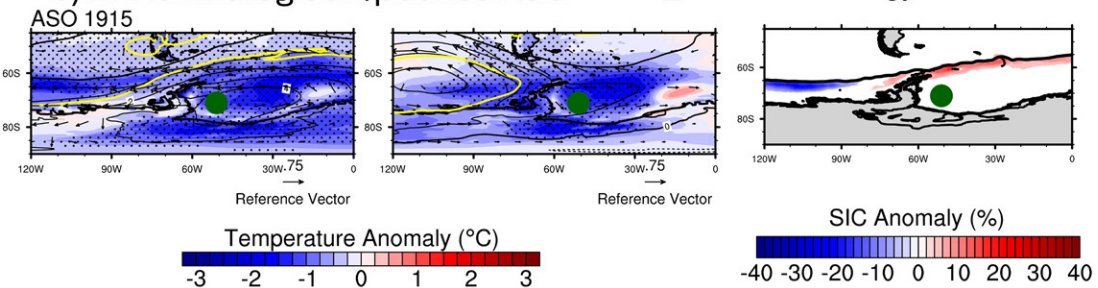 ASO 1915
60S
80S
120W 90W 60W 30W 0
.75
Reference Vector
0
120W 90W 60W 30W 0
.75
Reference Vector
60S
80S
120W 90W 60W 30W 0
Temperature Anomaly (°C)
-3 -2 -1 0 1 2 3
SIC Anomaly (%)
-40 -30 -20 -10 0 10 20 30 40